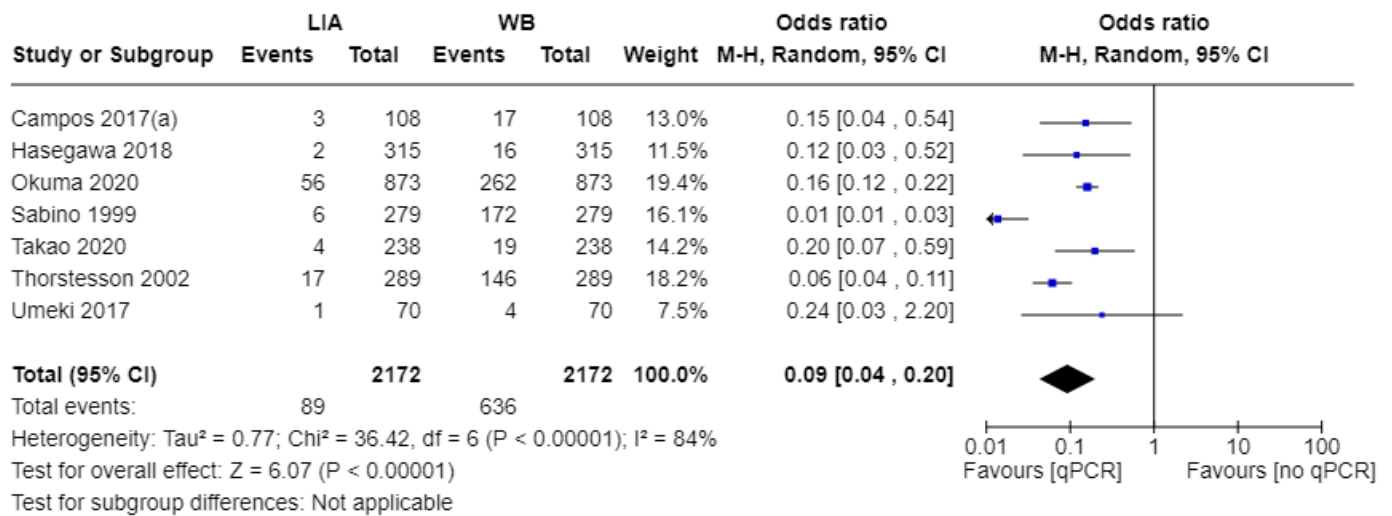 LIA WB Odds ratio Odds ratio
Study or Subgroup Events Total Events Total Weight M-H, Random, 95% CI M-H, Random, 95% CI
Campos 2017(a) 3 108 17 108 13.0% 0.15 [0.04 , 0.54]
Hasegawa 2018 2 315 16 315 11.5% 0.12 [0.03 , 0.52]
Okuma 2020 56 873 262 873 19.4% 0.16 [0.12 , 0.22]
Sabino 1999 6 279 172 279 16.1% 0.01 [0.01 , 0.03]
Takao 2020 4 238 19 238 14.2% 0.20 [0.07 , 0.59]
Thorstesson 2002 17 289 146 289 18.2% 0.06 [0.04 , 0.11]
Umeki 2017 1 70 4 70 7.5% 0.24 [0.03 , 2.20]
Total (95% CI) 2172 2172 100.0% 0.09 [0.04 , 0.20]
Total events: 89 636
Heterogeneity: Tau² = 0.77; Chi² = 36.42, df = 6 (P < 0.00001); I² = 84%
Test for overall effect: Z = 6.07 (P < 0.00001)
Test for subgroup differences: Not applicable
0.01 0.1 1 10 100
Favours [qPCR] Favours [no qPCR]